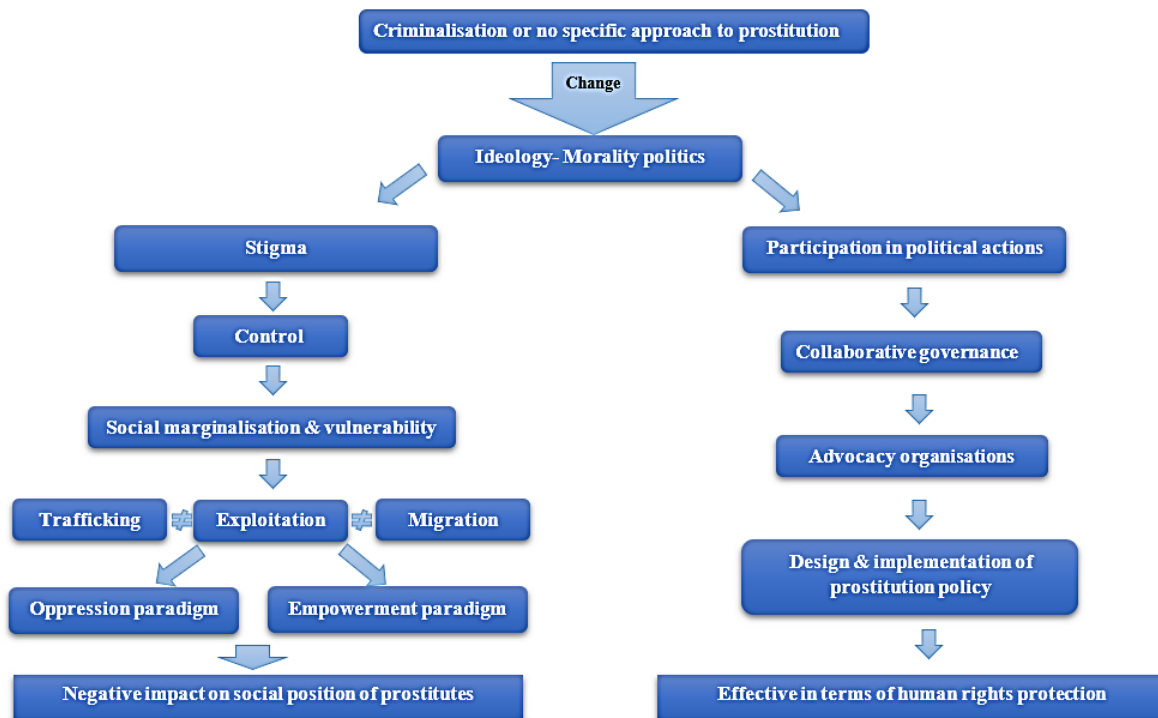 Criminalisation or no specific approach to prostitution
Change
Ideology- Morality politics
Stigma
Participation in political actions
Control
Collaborative governance
Social marginalisation & vulnerability
Advocacy organisations
Trafficking ≠ Exploitation ≠ Migration
Design & implementation of
prostitution policy
Oppression paradigm
Empowerment paradigm
Negative impact on social position of prostitutes
Effective in terms of human rights protection